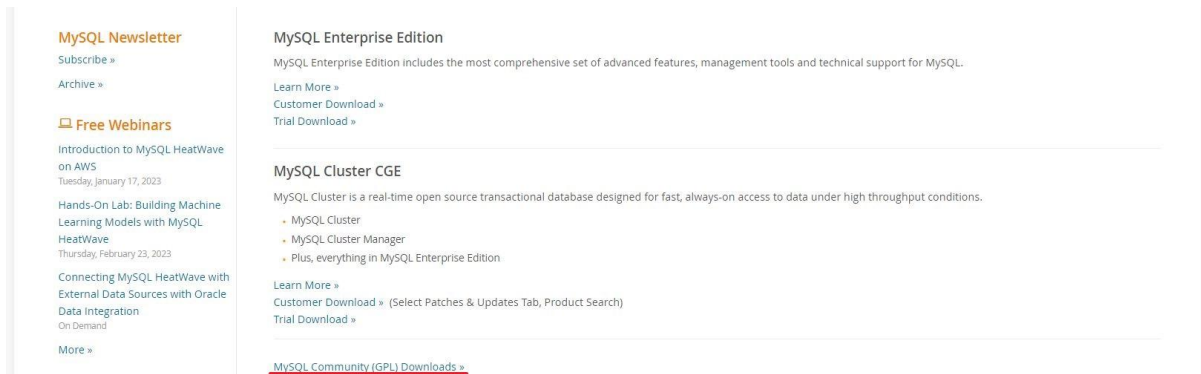 MySQL Newsletter
Subscribe »
Archive »
Free Webinars
Introduction to MySQL HeatWave
on AWS
Tuesday, January 17, 2023
Hands-On Lab: Building Machine
Learning Models with MySQL
HeatWave
Thursday, February 23, 2023
Connecting MySQL HeatWave with
External Data Sources with Oracle
Data Integration
On Demand
More »
MySQL Enterprise Edition
MySQL Enterprise Edition includes the most comprehensive set of advanced features, management tools and technical support for MySQL.
Learn More »
Customer Download »
Trial Download »
MySQL Cluster CGE
MySQL Cluster is a real-time open source transactional database designed for fast, always-on access to data under high throughput conditions.
• MySQL Cluster
• MySQL Cluster Manager
• Plus, everything in MySQL Enterprise Edition
Learn More »
Customer Download » (Select Patches & Updates Tab, Product Search)
Trial Download »
MySQL Community (GPL) Downloads »